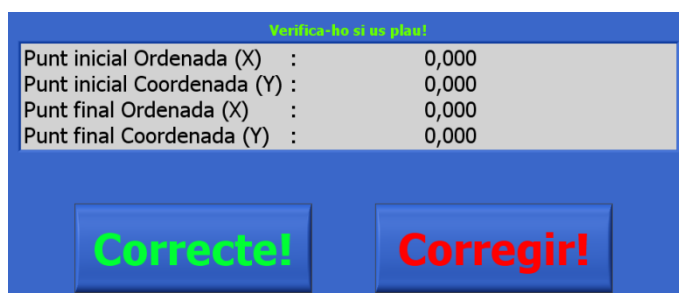 Verifica-ho si us plau!
Punt inicial Ordenada (X) : 0,000
Punt inicial Coordenada (Y) : 0,000
Punt final Ordenada (X) : 0,000
Punt final Coordenada (Y) : 0,000
Correcte! Corregir!